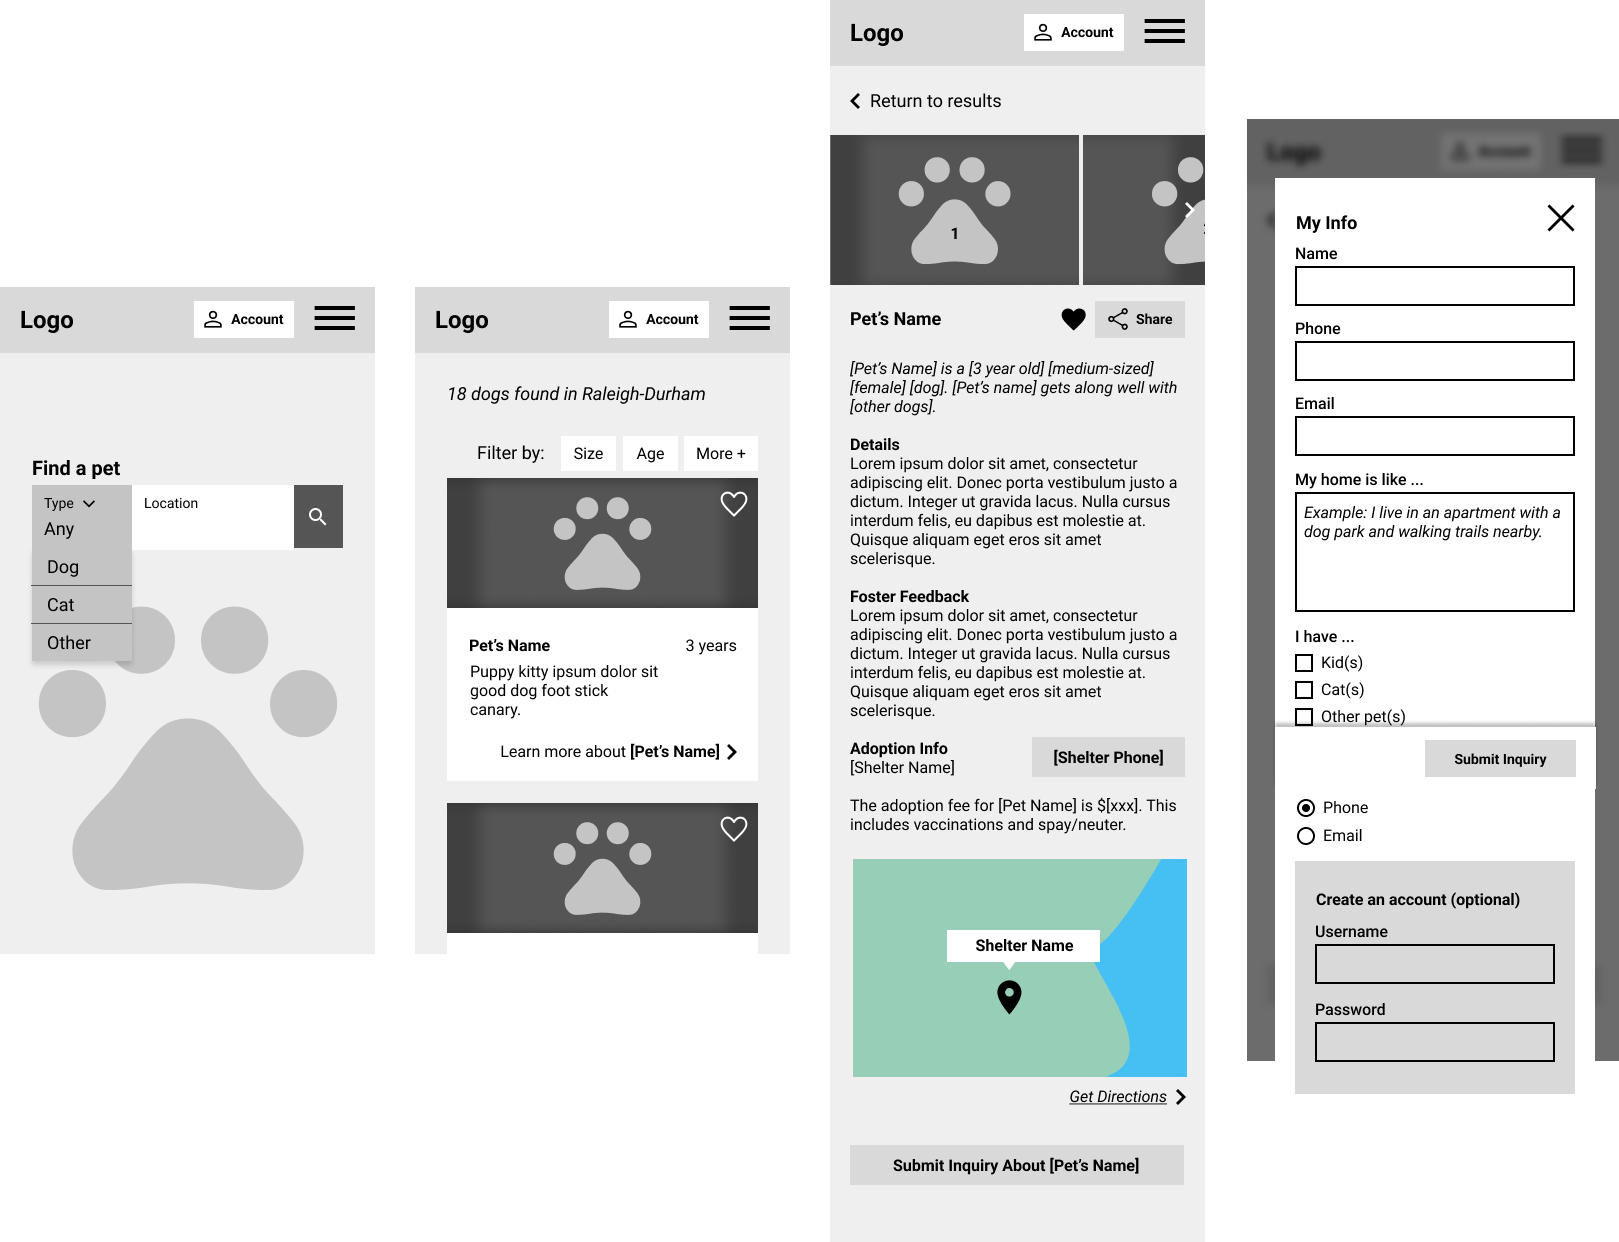 Logo
Account
Find a pet
Type
Location
Any
Dog
Cat
Other
Logo
Account
18 dogs found in Raleigh-Durham
Filter by:
Size
Age
More +
Pet's Name
3 years
Puppy kitty ipsum dolor sit
good dog foot stick
canary.
Learn more about [Pet's Name]
Logo
Account
Return to results
1
Pet's Name
Share
[Pet's Name] is a [3 year old] [medium-sized]
[female] [dog]. [Pet's name] gets along well with
[other dogs].
Details
Lorem ipsum dolor sit amet, consectetur
adipiscing elit. Donec porta vestibulum justo a
dictum. Integer ut gravida lacus. Nulla cursus
interdum felis, eu dapibus est molestie at.
Quisque aliquam eget eros sit amet
scelerisque.
Foster Feedback
Lorem ipsum dolor sit amet, consectetur
adipiscing elit. Donec porta vestibulum justo a
dictum. Integer ut gravida lacus. Nulla cursus
interdum felis, eu dapibus est molestie at.
Quisque aliquam eget eros sit amet
scelerisque.
Adoption Info
[Shelter Name]
[Shelter Phone]
The adoption fee for [Pet Name] is $[xxx]. This
includes vaccinations and spay/neuter.
Shelter Name
Get Directions
Submit Inquiry About [Pet's Name]
Logo
Account
My Info
Name
Phone
Email
My home is like ...
Example: I live in an apartment with a
dog park and walking trails nearby.
I have ...
Kid(s)
Cat(s)
Other pet(s)
Submit Inquiry
Phone
Email
Create an account (optional)
Username
Password